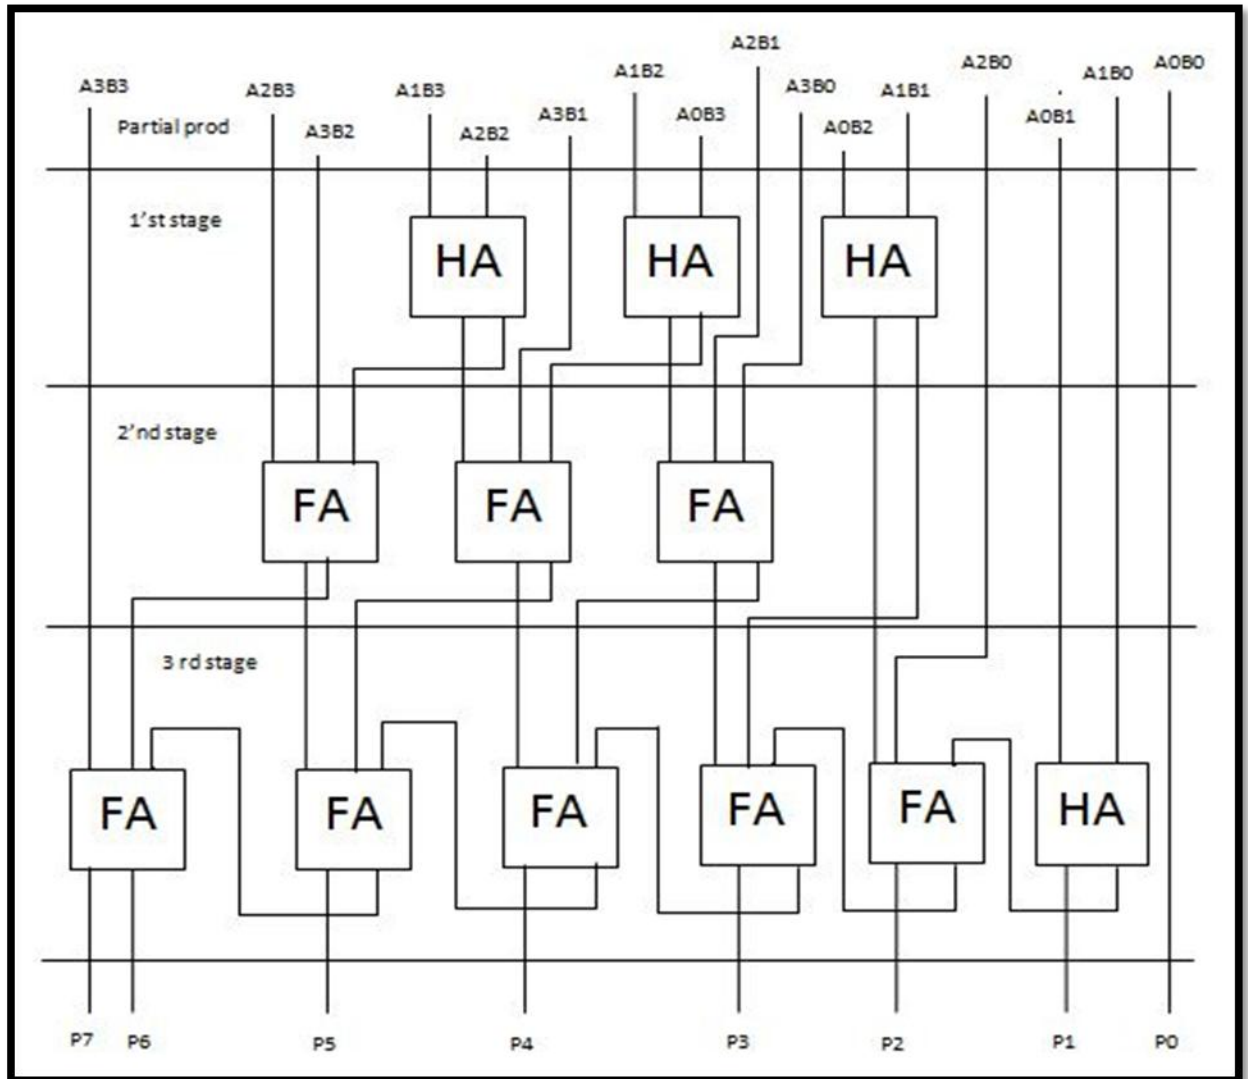 A2B1
A3B3
A2B3
A1B3
A1B2
A3B0
A1B1
A2B0
A1B0
A0B0
Partial prod
A3B2
A2B2
A3B1
A0B3
A0B2
A0B1
1'st stage
HA
HA
HA
2'nd stage
FA
FA
FA
3 rd stage
FA
FA
FA
FA
FA
HA
P7
P6
P5
P4
P3
P2
P1
P0